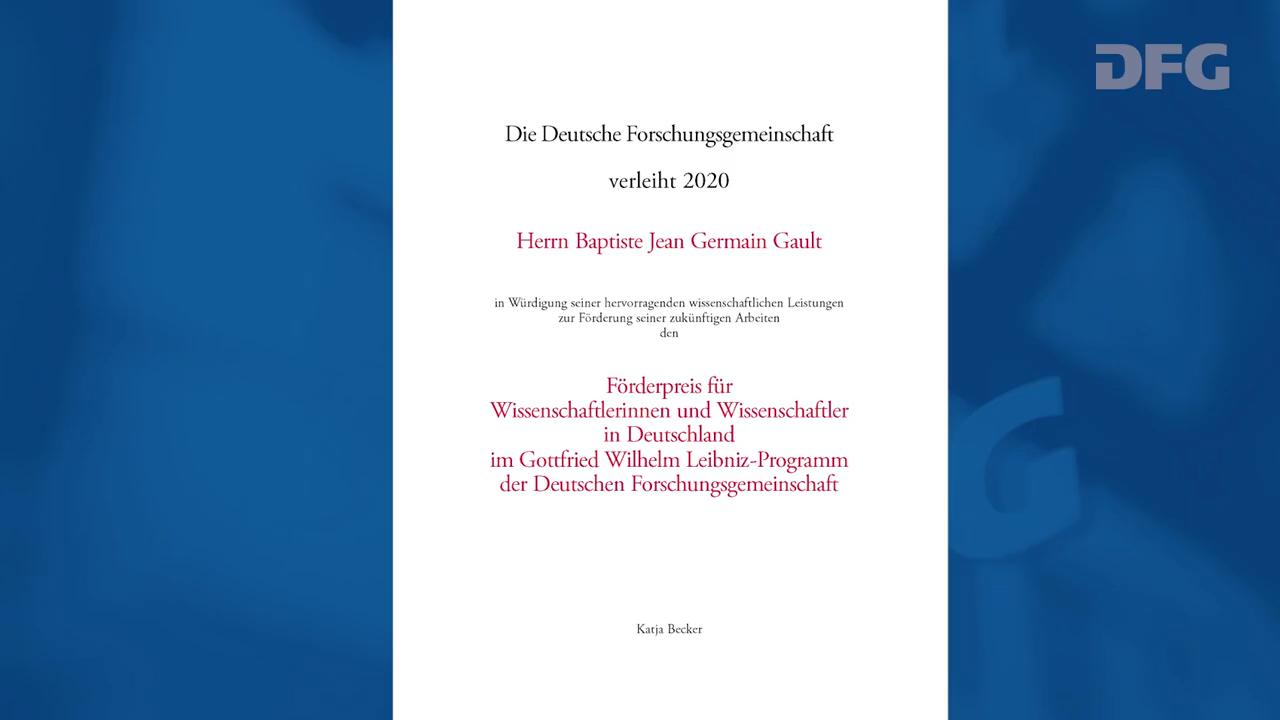 DFG
Die Deutsche Forschungsgemeinschaft
verleiht 2020
Herrn Baptiste Jean Germain Gault
in Würdigung seiner hervorragenden wissenschaftlichen Leistungen
zur Förderung seiner zukünftigen Arbeiten
den
Förderpreis für
Wissenschaftlerinnen und Wissenschaftler
in Deutschland
im Gottfried Wilhelm Leibniz-Programm
der Deutschen Forschungsgemeinschaft
Katja Becker
G